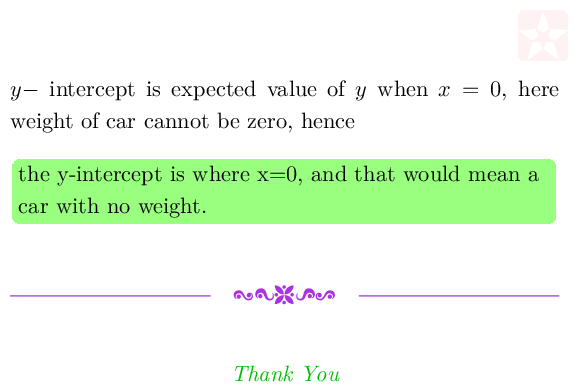 y− intercept is expected value of y when x = 0, here
weight of car cannot be zero, hence
the y-intercept is where x=0, and that would mean a
car with no weight.
Thank You